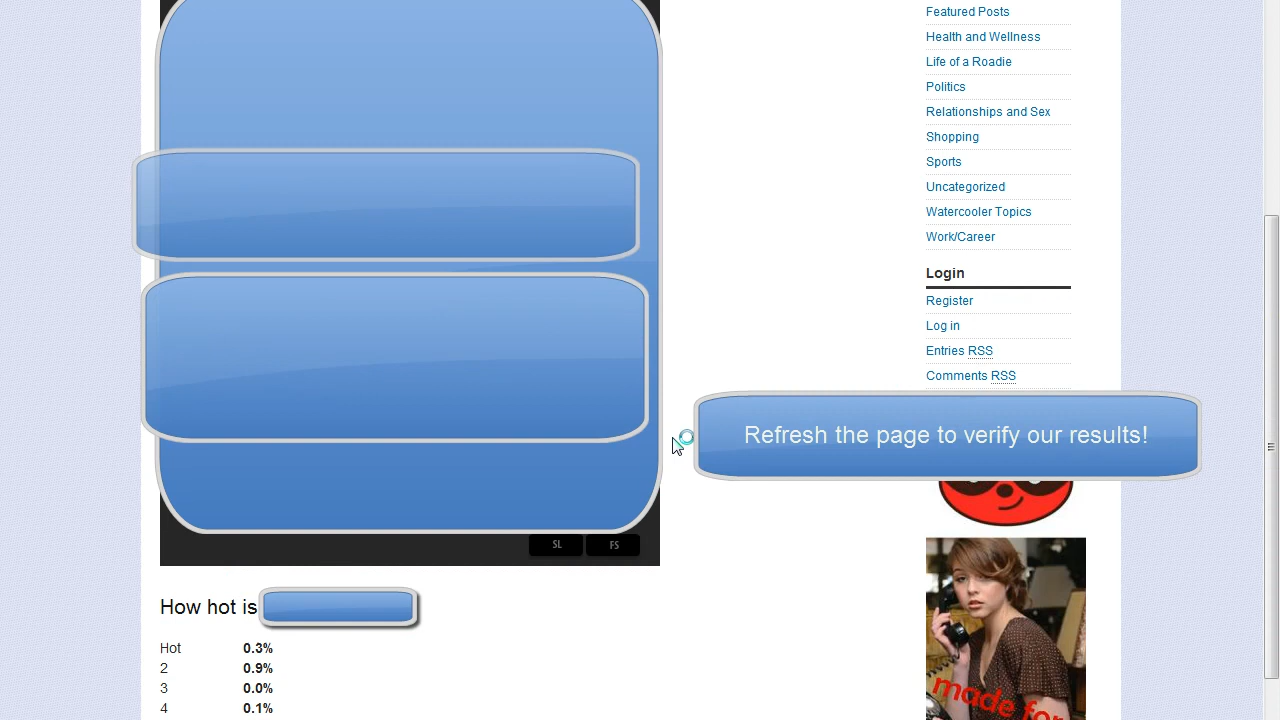 Featured Posts
Health and Wellness
Life of a Roadie
Politics
Relationships and Sex
Shopping
Sports
Uncategorized
Watercooler Topics
Work/Career
Login
Register
Log in
Entries RSS
Comments RSS
Refresh the page to verify our results!
SL FS
How hot is
Hot 0.3%
2 0.9%
3 0.0%
4 0.1%
made for